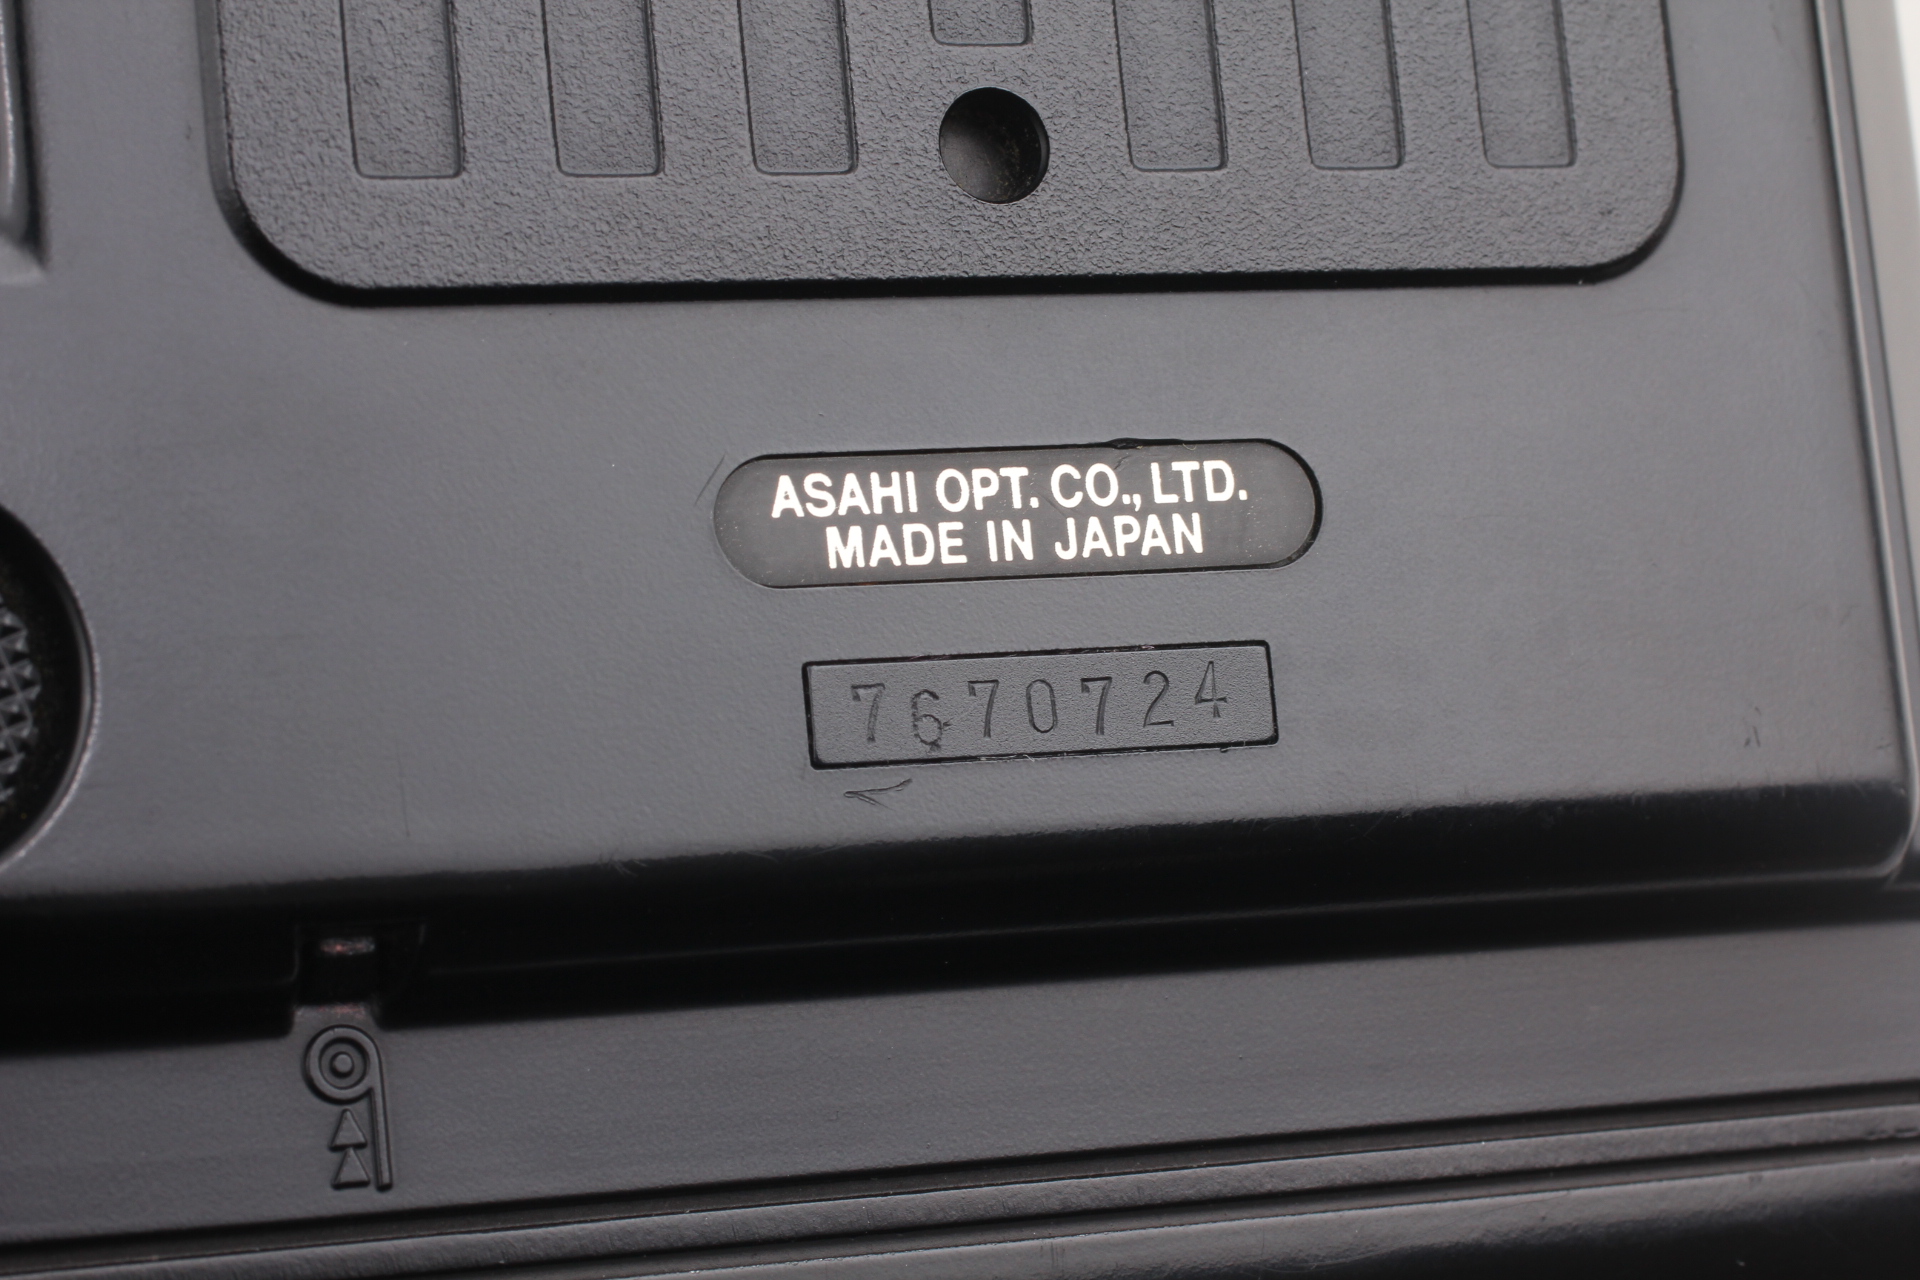 ASAHI OPT. CO., LTD.
MADE IN JAPAN
7670724